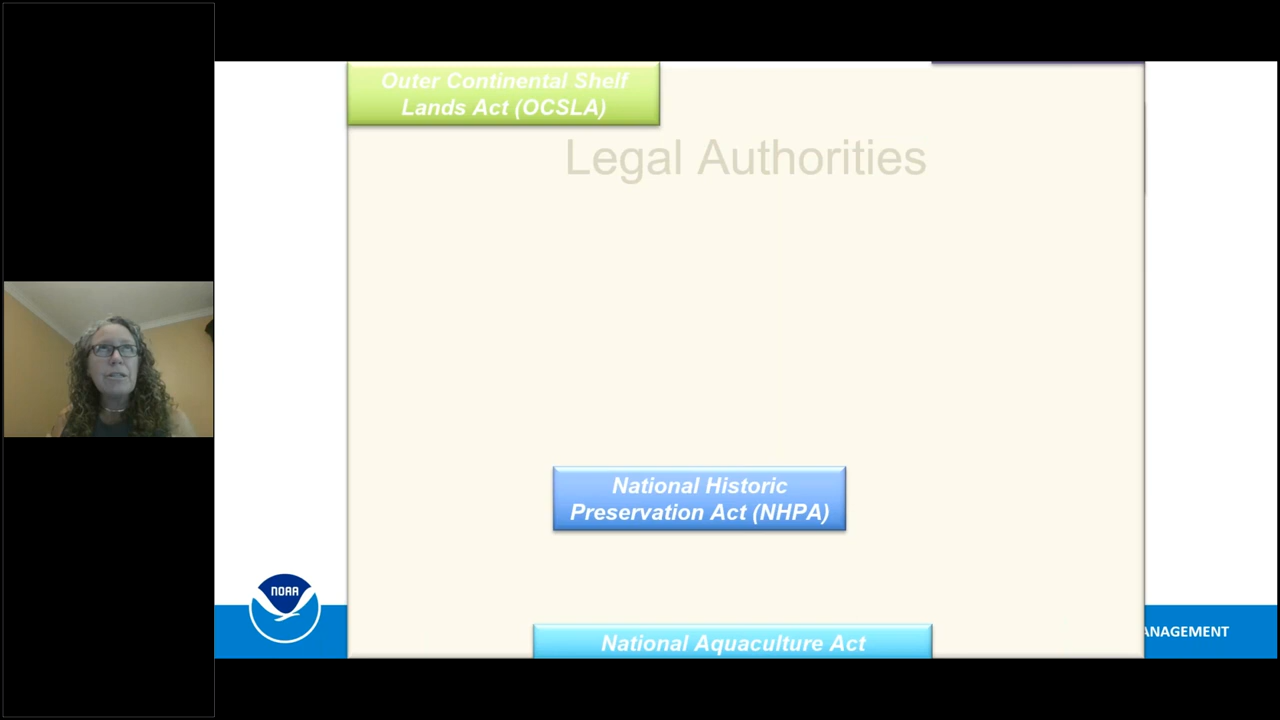 Outer Continental Shelf
Lands Act (OCSLA)
Legal Authorities
National Historic
Preservation Act (NHPA)
NOAA
National Aquaculture Act
ANAGEMENT